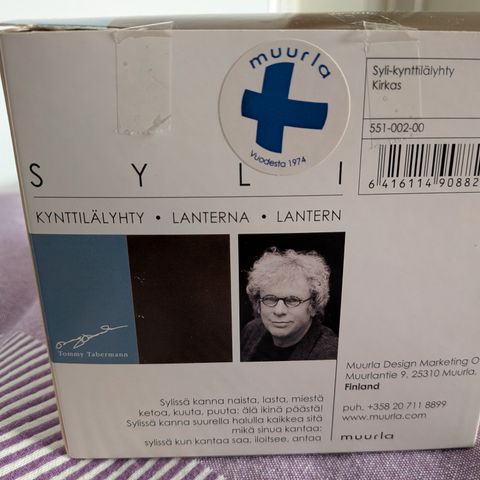 muurla
Vuodesta 1974
Syli-kynttilälyhty
Kirkas
551-002-00
6 416114 90882
SYLI
KYNTTILÄLYHTY • LANTERNA • LANTERN
Tommy Tabermann
Sylissä kanna naista, lasta, miestä
ketoa, kuuta, puuta: älä ikinä päästä!
Sylissä kanna suurella halulla kaikkea sitä
mikä sinua kantaa:
sylissä kun kantaa saa, iloitsee, antaa
Muurla Design Marketing O
Muurlantie 9, 25310 Muurla,
Finland
puh. +358 20 711 8899
www.muurla.com
muurla